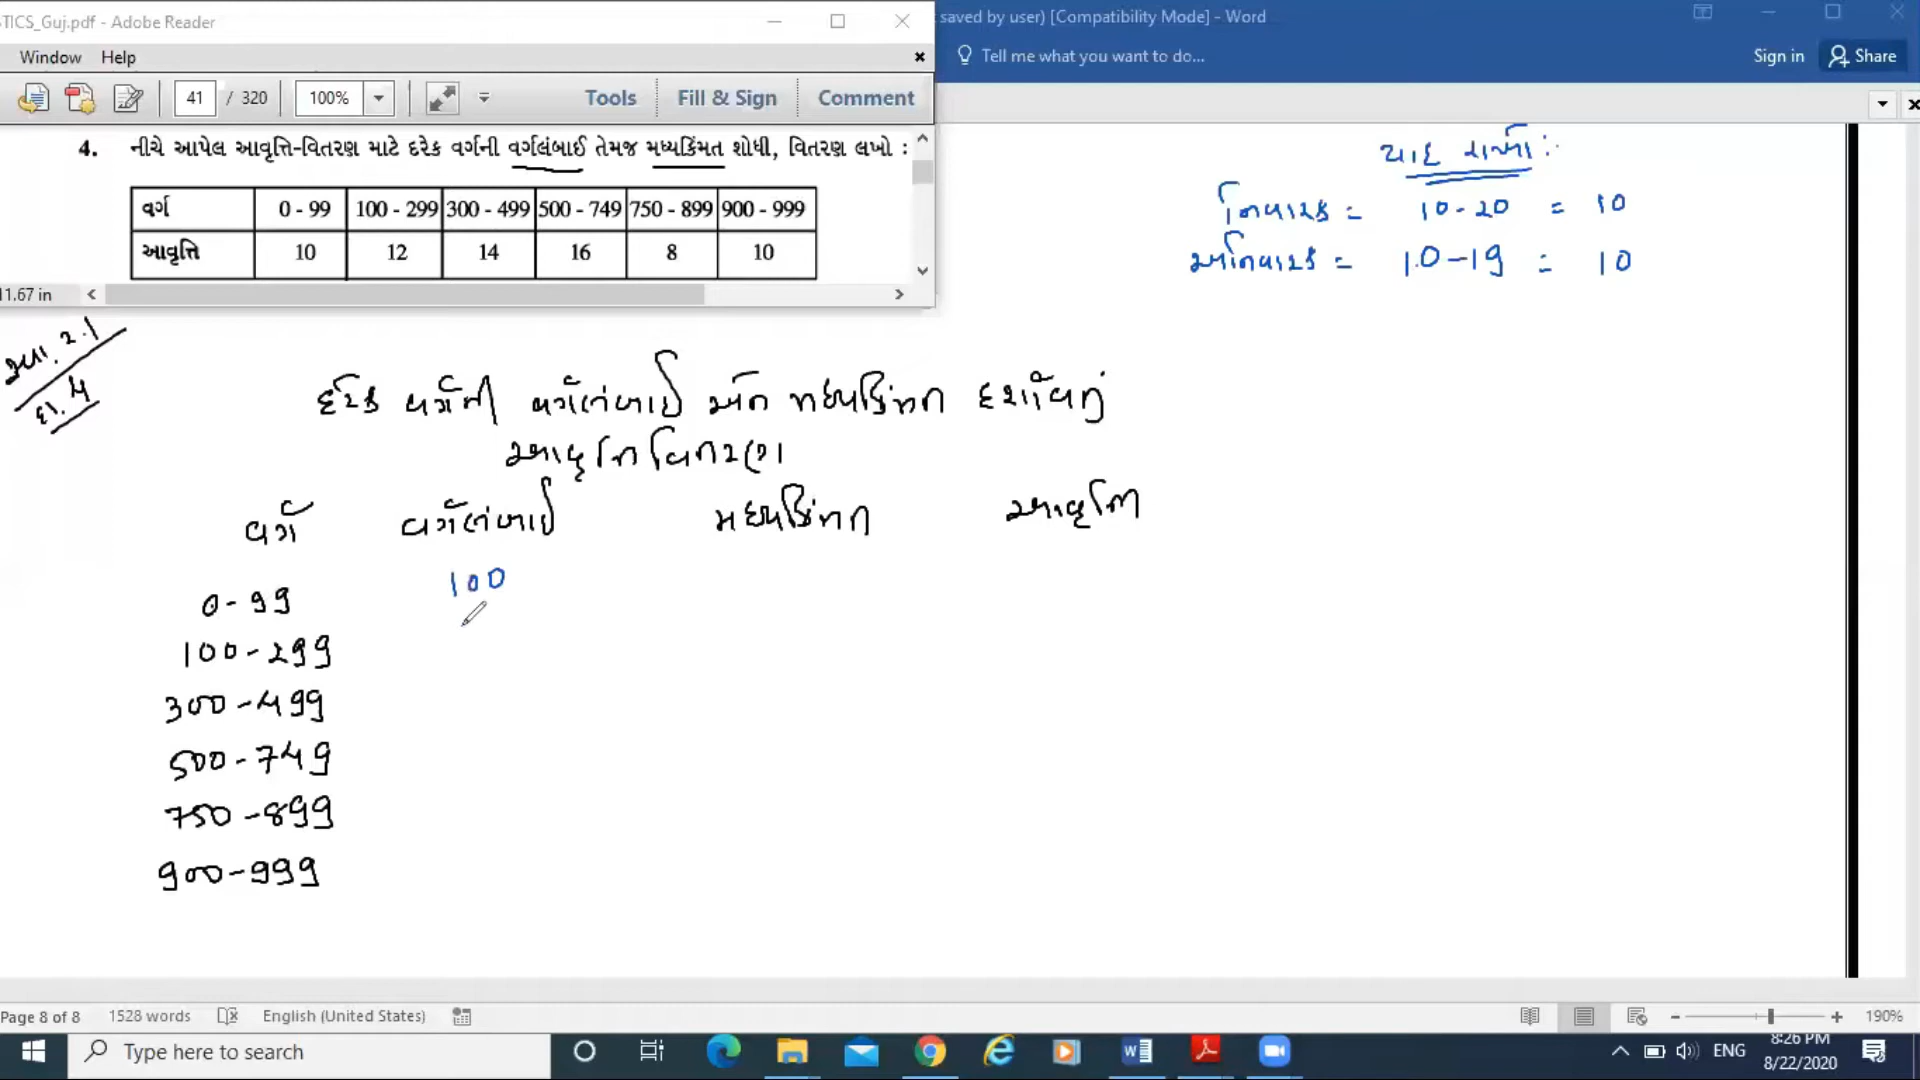 TICS_Guj.pdf - Adobe Reader
saved by user) [Compatibility Mode] - Word
Window Help
Tell me what you want to do...
Sign in
Share
41 / 320
100%
Tools
Fill & Sign
Comment
4. નીચે આપેલ આવૃત્તિ-વિતરણ માટે દરેક વર્ગની વર્ગલંબાઈ તેમજ મધ્યકિંમત શોધી, વિતરણ લખો :
વર્ગ 0 - 99 100 - 299 300 - 499 500 - 749 750 - 899 900 - 999
આવૃત્તિ 10 12 14 16 8 10
11.67 in
યાદ રાખો :
નિવારક = 10-20 = 10
અનિવારક = 10-19 = 10
સ્વા. ૨.૧
દા. ૪
દરેક વર્ગની વર્ગલંબાઈ અને મધ્યકિંમત દર્શાવતું
આવૃત્તિ વિતરણ
વર્ગ વર્ગલંબાઈ મધ્યકિંમત આવૃત્તિ
0-99 100
100-299
300-499
500-749
750-899
900-999
Page 8 of 8 1528 words English (United States)
190%
Type here to search
ENG
8:26 PM
8/22/2020